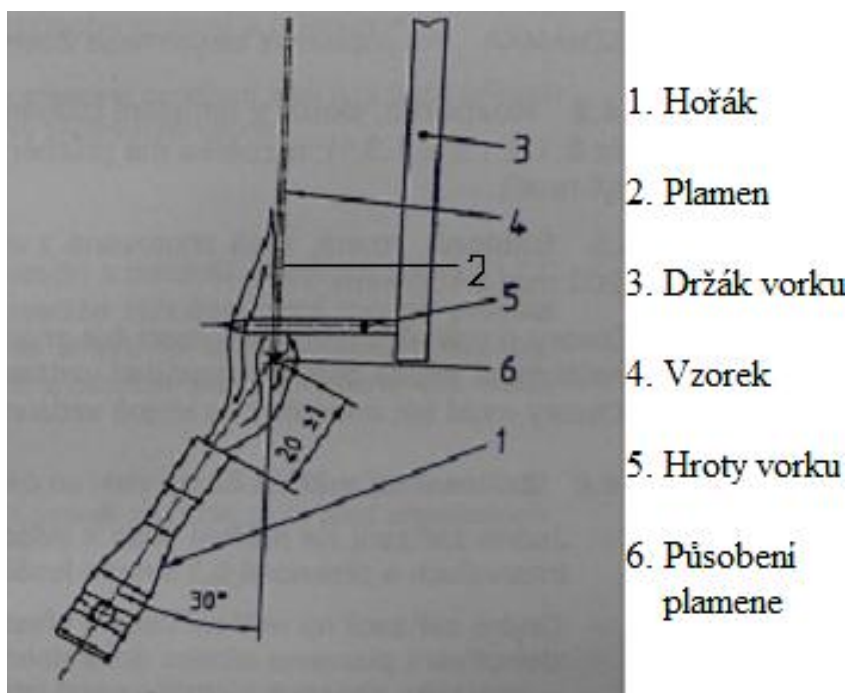 3
4
2
5
6
20 ±1
1
30°
1. Hořák
2. Plamen
3. Držák vorku
4. Vzorek
5. Hroty vorku
6. Působení
plamene